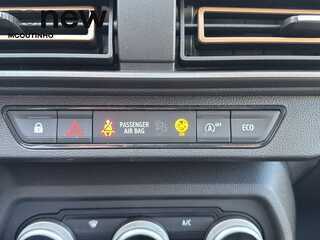 new
MCOUTINHO
PASSENGER
AIR BAG
OFF
ECO
A/C